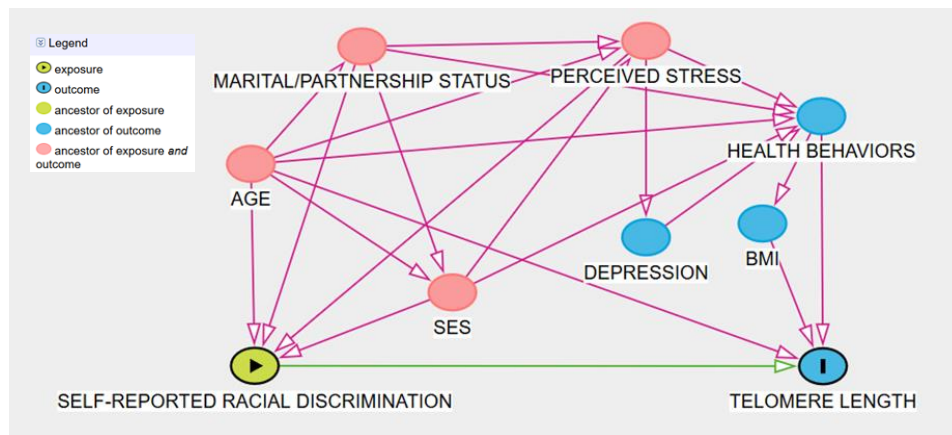 Legend
exposure
outcome
ancestor of exposure
ancestor of outcome
ancestor of exposure and
outcome
MARITAL/PARTNERSHIP STATUS
PERCEIVED STRESS
HEALTH BEHAVIORS
AGE
DEPRESSION
BMI
SES
SELF-REPORTED RACIAL DISCRIMINATION
TELOMERE LENGTH